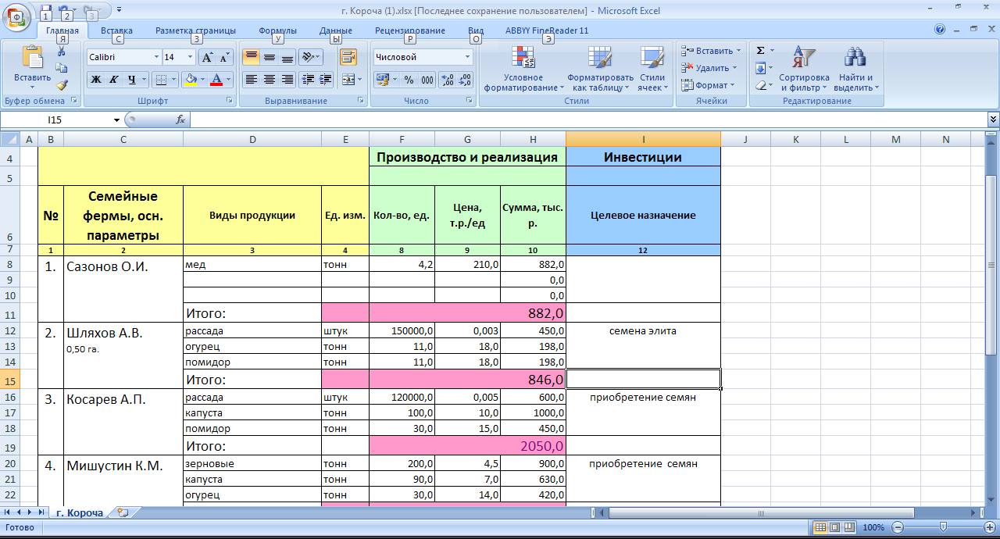 г. Короча (1).xlsx [Последнее сохранение пользователем] - Microsoft Excel
Ф 1 2 3
Главная Вставка Разметка страницы Формулы Данные Рецензирование Вид ABBYY FineReader 11
Я С З У Ы Р О Э
Вставить
Буфер обмена
Calibri 14
Ж К Ч
Шрифт
Выравнивание
Числовой
% 000
Число
Условное форматирование
Форматировать как таблицу
Стили ячеек
Стили
Вставить
Удалить
Формат
Ячейки
Σ
Сортировка и фильтр
Найти и выделить
Редактирование
I15 fx
A B C D E F G H I J K L M N
4 Производство и реализация Инвестиции
5
6 № Семейные фермы, осн. параметры Виды продукции Ед. изм. Кол-во, ед. Цена, т.р./ед Сумма, тыс. р. Целевое назначение
7 1 2 3 4 8 9 10 12
8 1. Сазонов О.И. мед тонн 4,2 210,0 882,0
9 0,0
10 0,0
11 Итого: 882,0
12 2. Шляхов А.В. рассада штук 150000,0 0,003 450,0 семена элита
13 0,50 га. огурец тонн 11,0 18,0 198,0
14 помидор тонн 11,0 18,0 198,0
15 Итого: 846,0
16 3. Косарев А.П. рассада штук 120000,0 0,005 600,0 приобретение семян
17 капуста тонн 100,0 10,0 1000,0
18 помидор тонн 30,0 15,0 450,0
19 Итого: 2050,0
20 4. Мишустин К.М. зерновые тонн 200,0 4,5 900,0 приобретение семян
21 капуста тонн 90,0 7,0 630,0
22 огурец тонн 30,0 14,0 420,0
г. Короча
Готово 100%